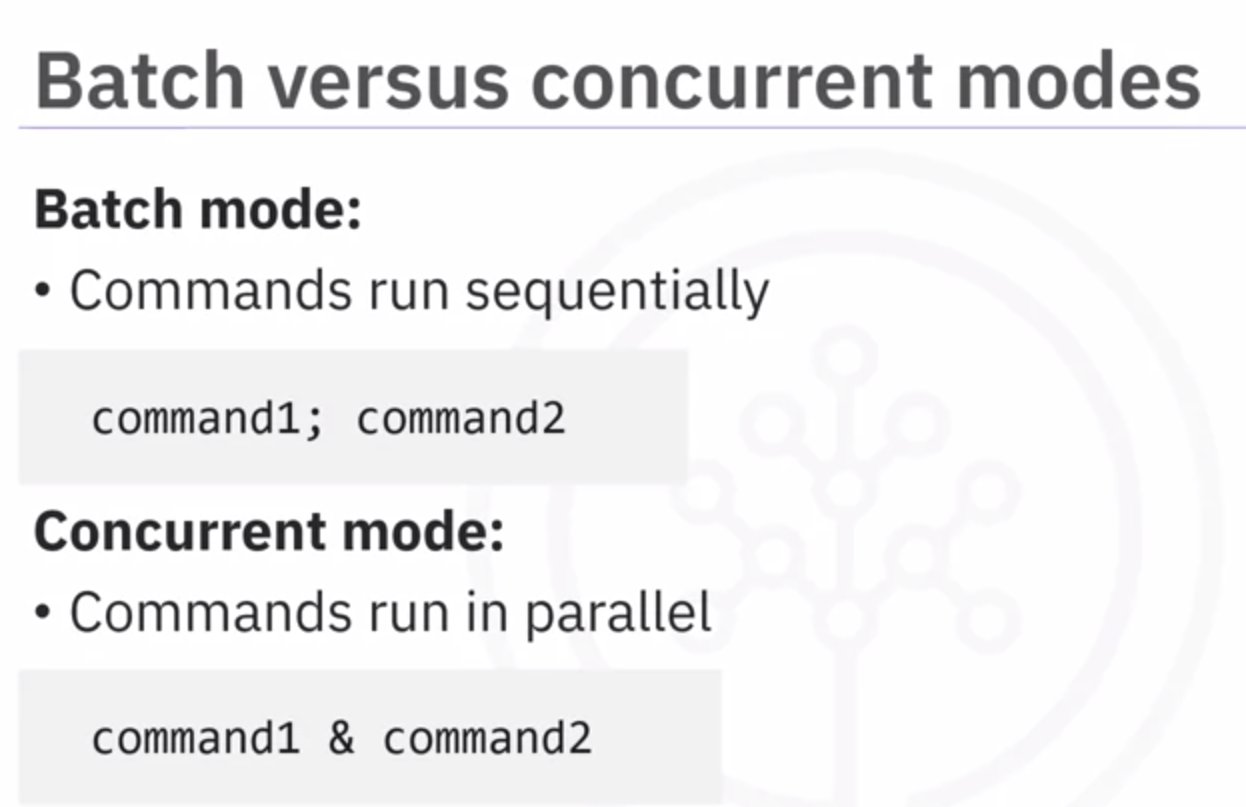 Batch versus concurrent modes
Batch mode:
• Commands run sequentially
command1; command2
Concurrent mode:
• Commands run in parallel
command1 & command2